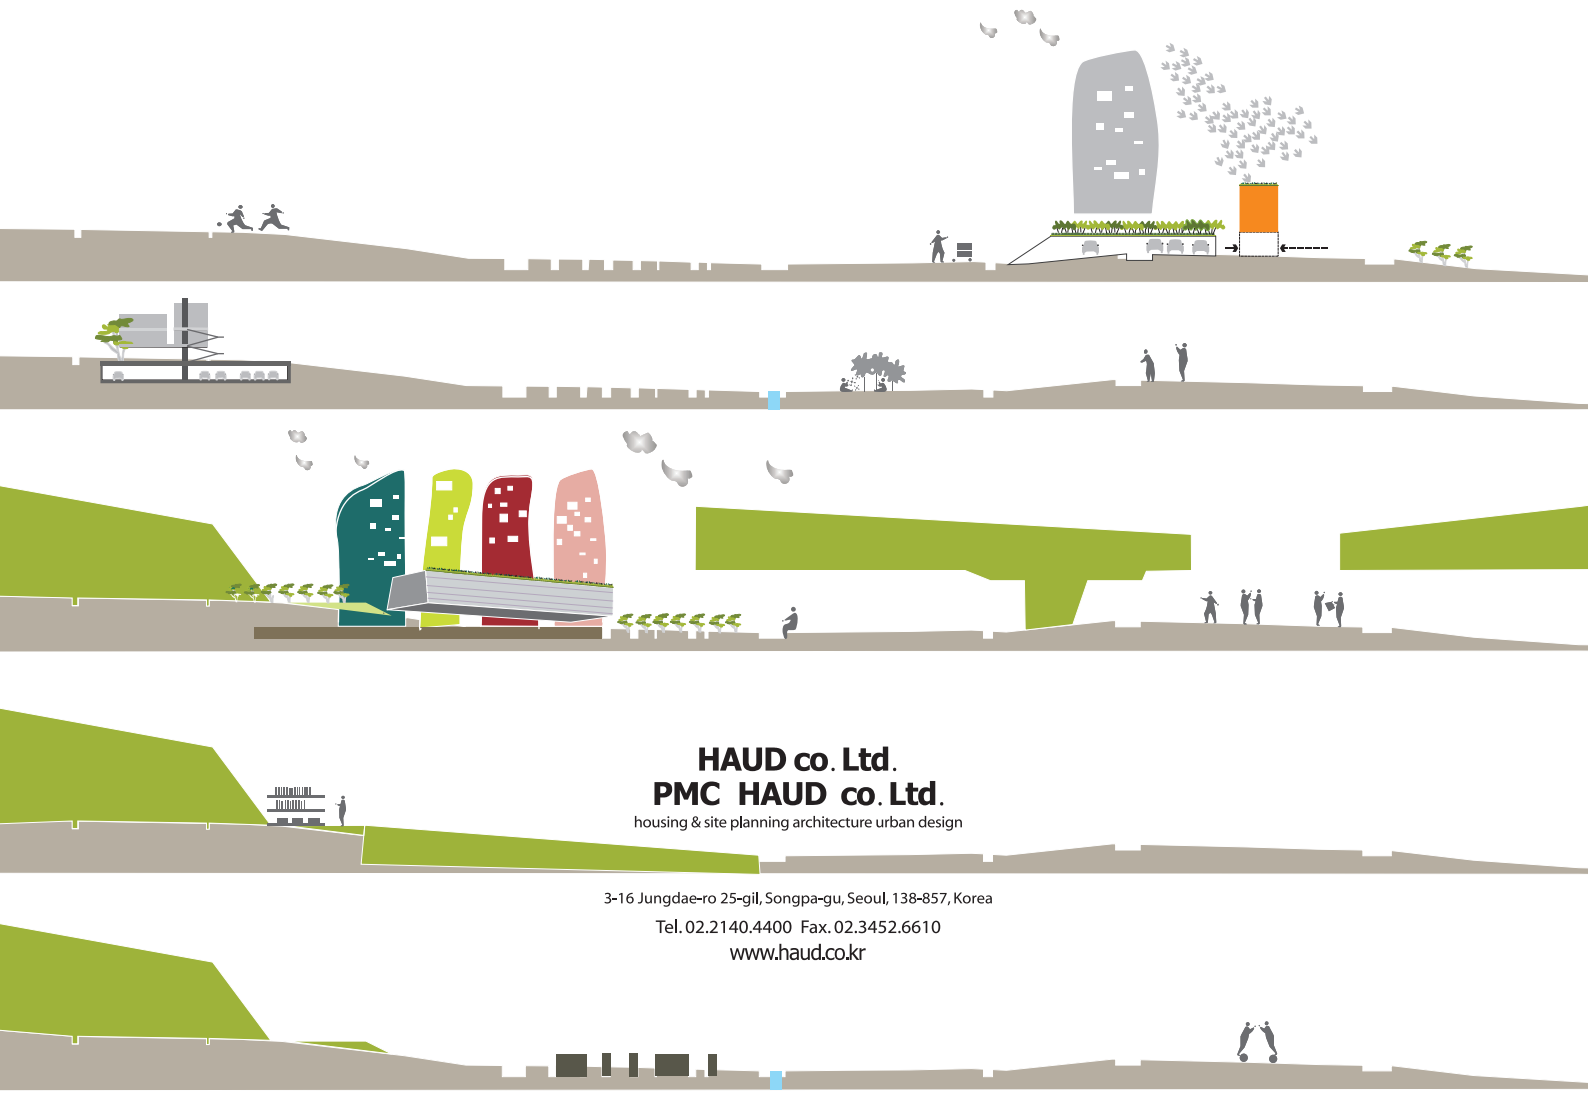 HAUD co. Ltd.
PMC HAUD co. Ltd.
housing & site planning architecture urban design
3-16 Jungdae-ro 25-gil, Songpa-gu, Seoul, 138-857, Korea
Tel. 02.2140.4400 Fax. 02.3452.6610
www.haud.co.kr